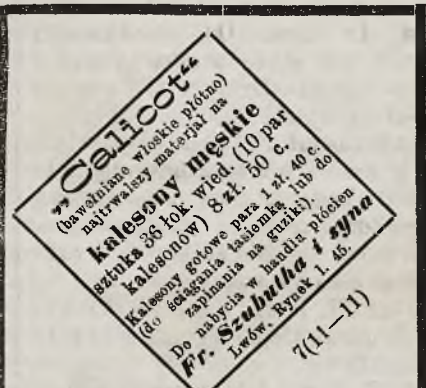 „Calicot“
(bawełniane włoskie płótno)
najtrwalszy materjał na
kalesony męskie
sztuka 36 łok. wied. (10 par
kalesonów) 8 zł. 50 c.
Kalesony gotowe para 1 zł. 40 c.
(do ściągania tasiemką lub do
zapinania na guziki).
Do nabycia w handlu płócien
Fr. Szubutha i syna
Lwów, Rynek l. 45.
7(11—11)